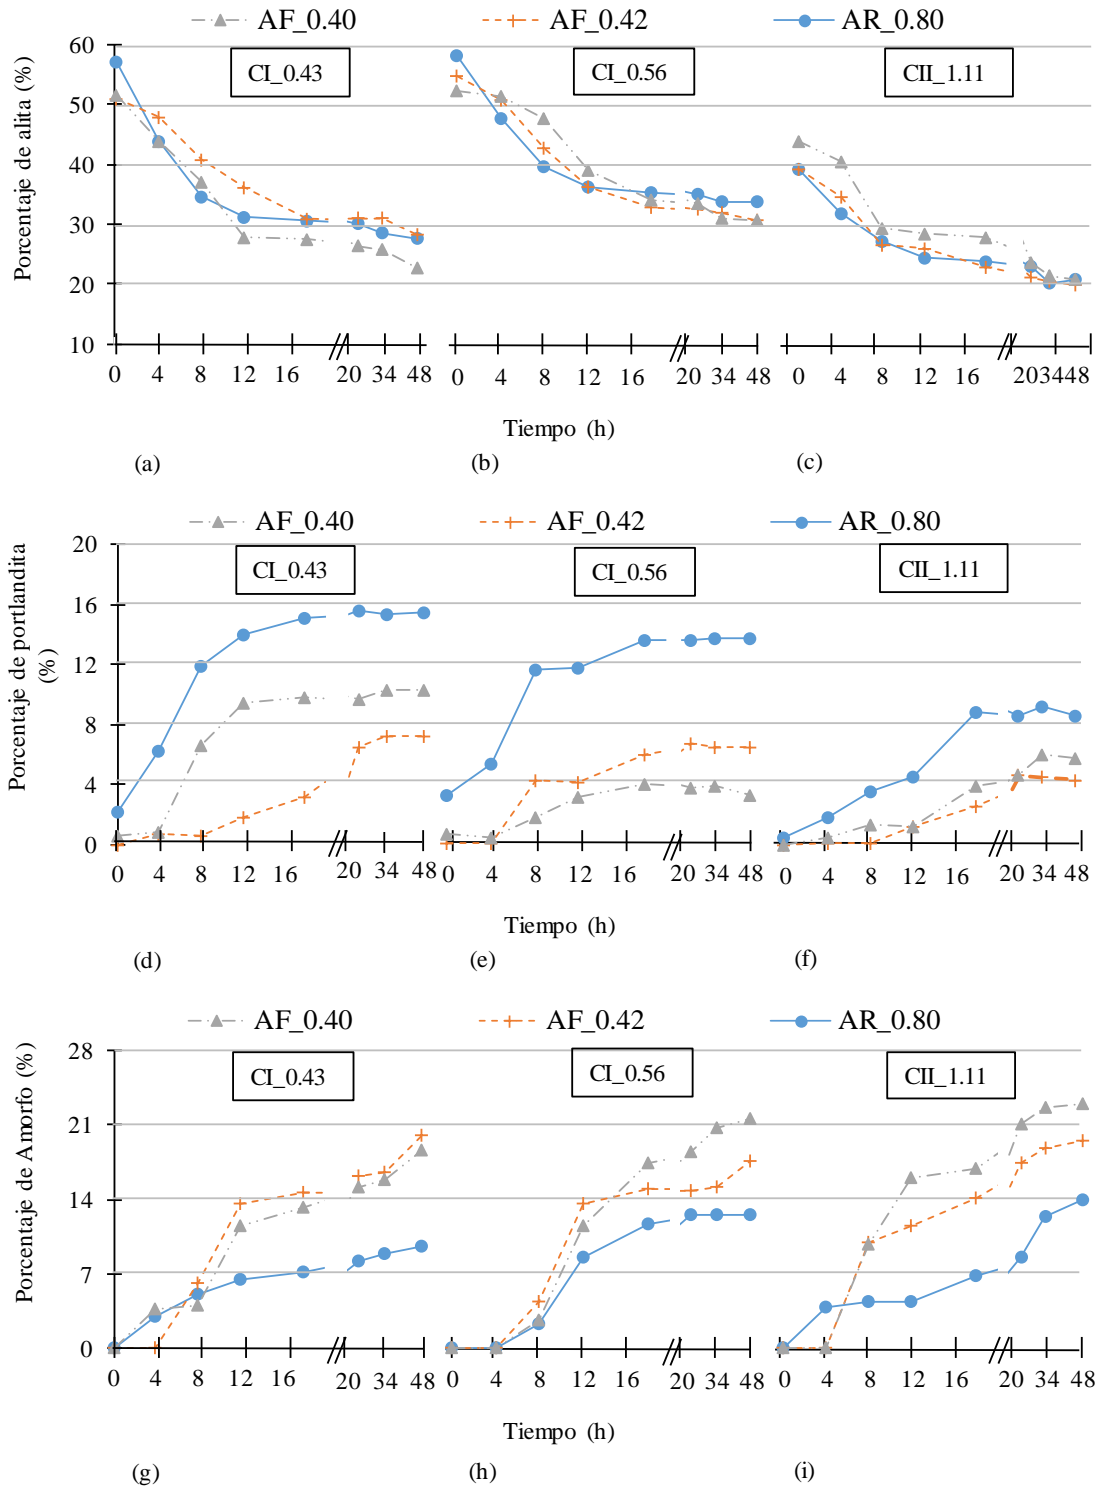 AF_0.40 AF_0.42 AR_0.80
Porcentaje de alita (%)
60
50
40
30
20
10
CI_0.43 CI_0.56 CII_1.11
0 4 8 12 16 20 34 48 0 4 8 12 16 20 34 48 0 4 8 12 16 20 34 48
Tiempo (h)
(a) (b) (c)
AF_0.40 AF_0.42 AR_0.80
Porcentaje de portlandita
(%)
20
16
12
8
4
0
CI_0.43 CI_0.56 CII_1.11
0 4 8 12 16 20 34 48 0 4 8 12 16 20 34 48 0 4 8 12 16 20 34 48
Tiempo (h)
(d) (e) (f)
AF_0.40 AF_0.42 AR_0.80
Porcentaje de Amorfo (%)
28
21
14
7
0
CI_0.43 CI_0.56 CII_1.11
0 4 8 12 16 20 34 48 0 4 8 12 16 20 34 48 0 4 8 12 16 20 34 48
Tiempo (h)
(g) (h) (i)